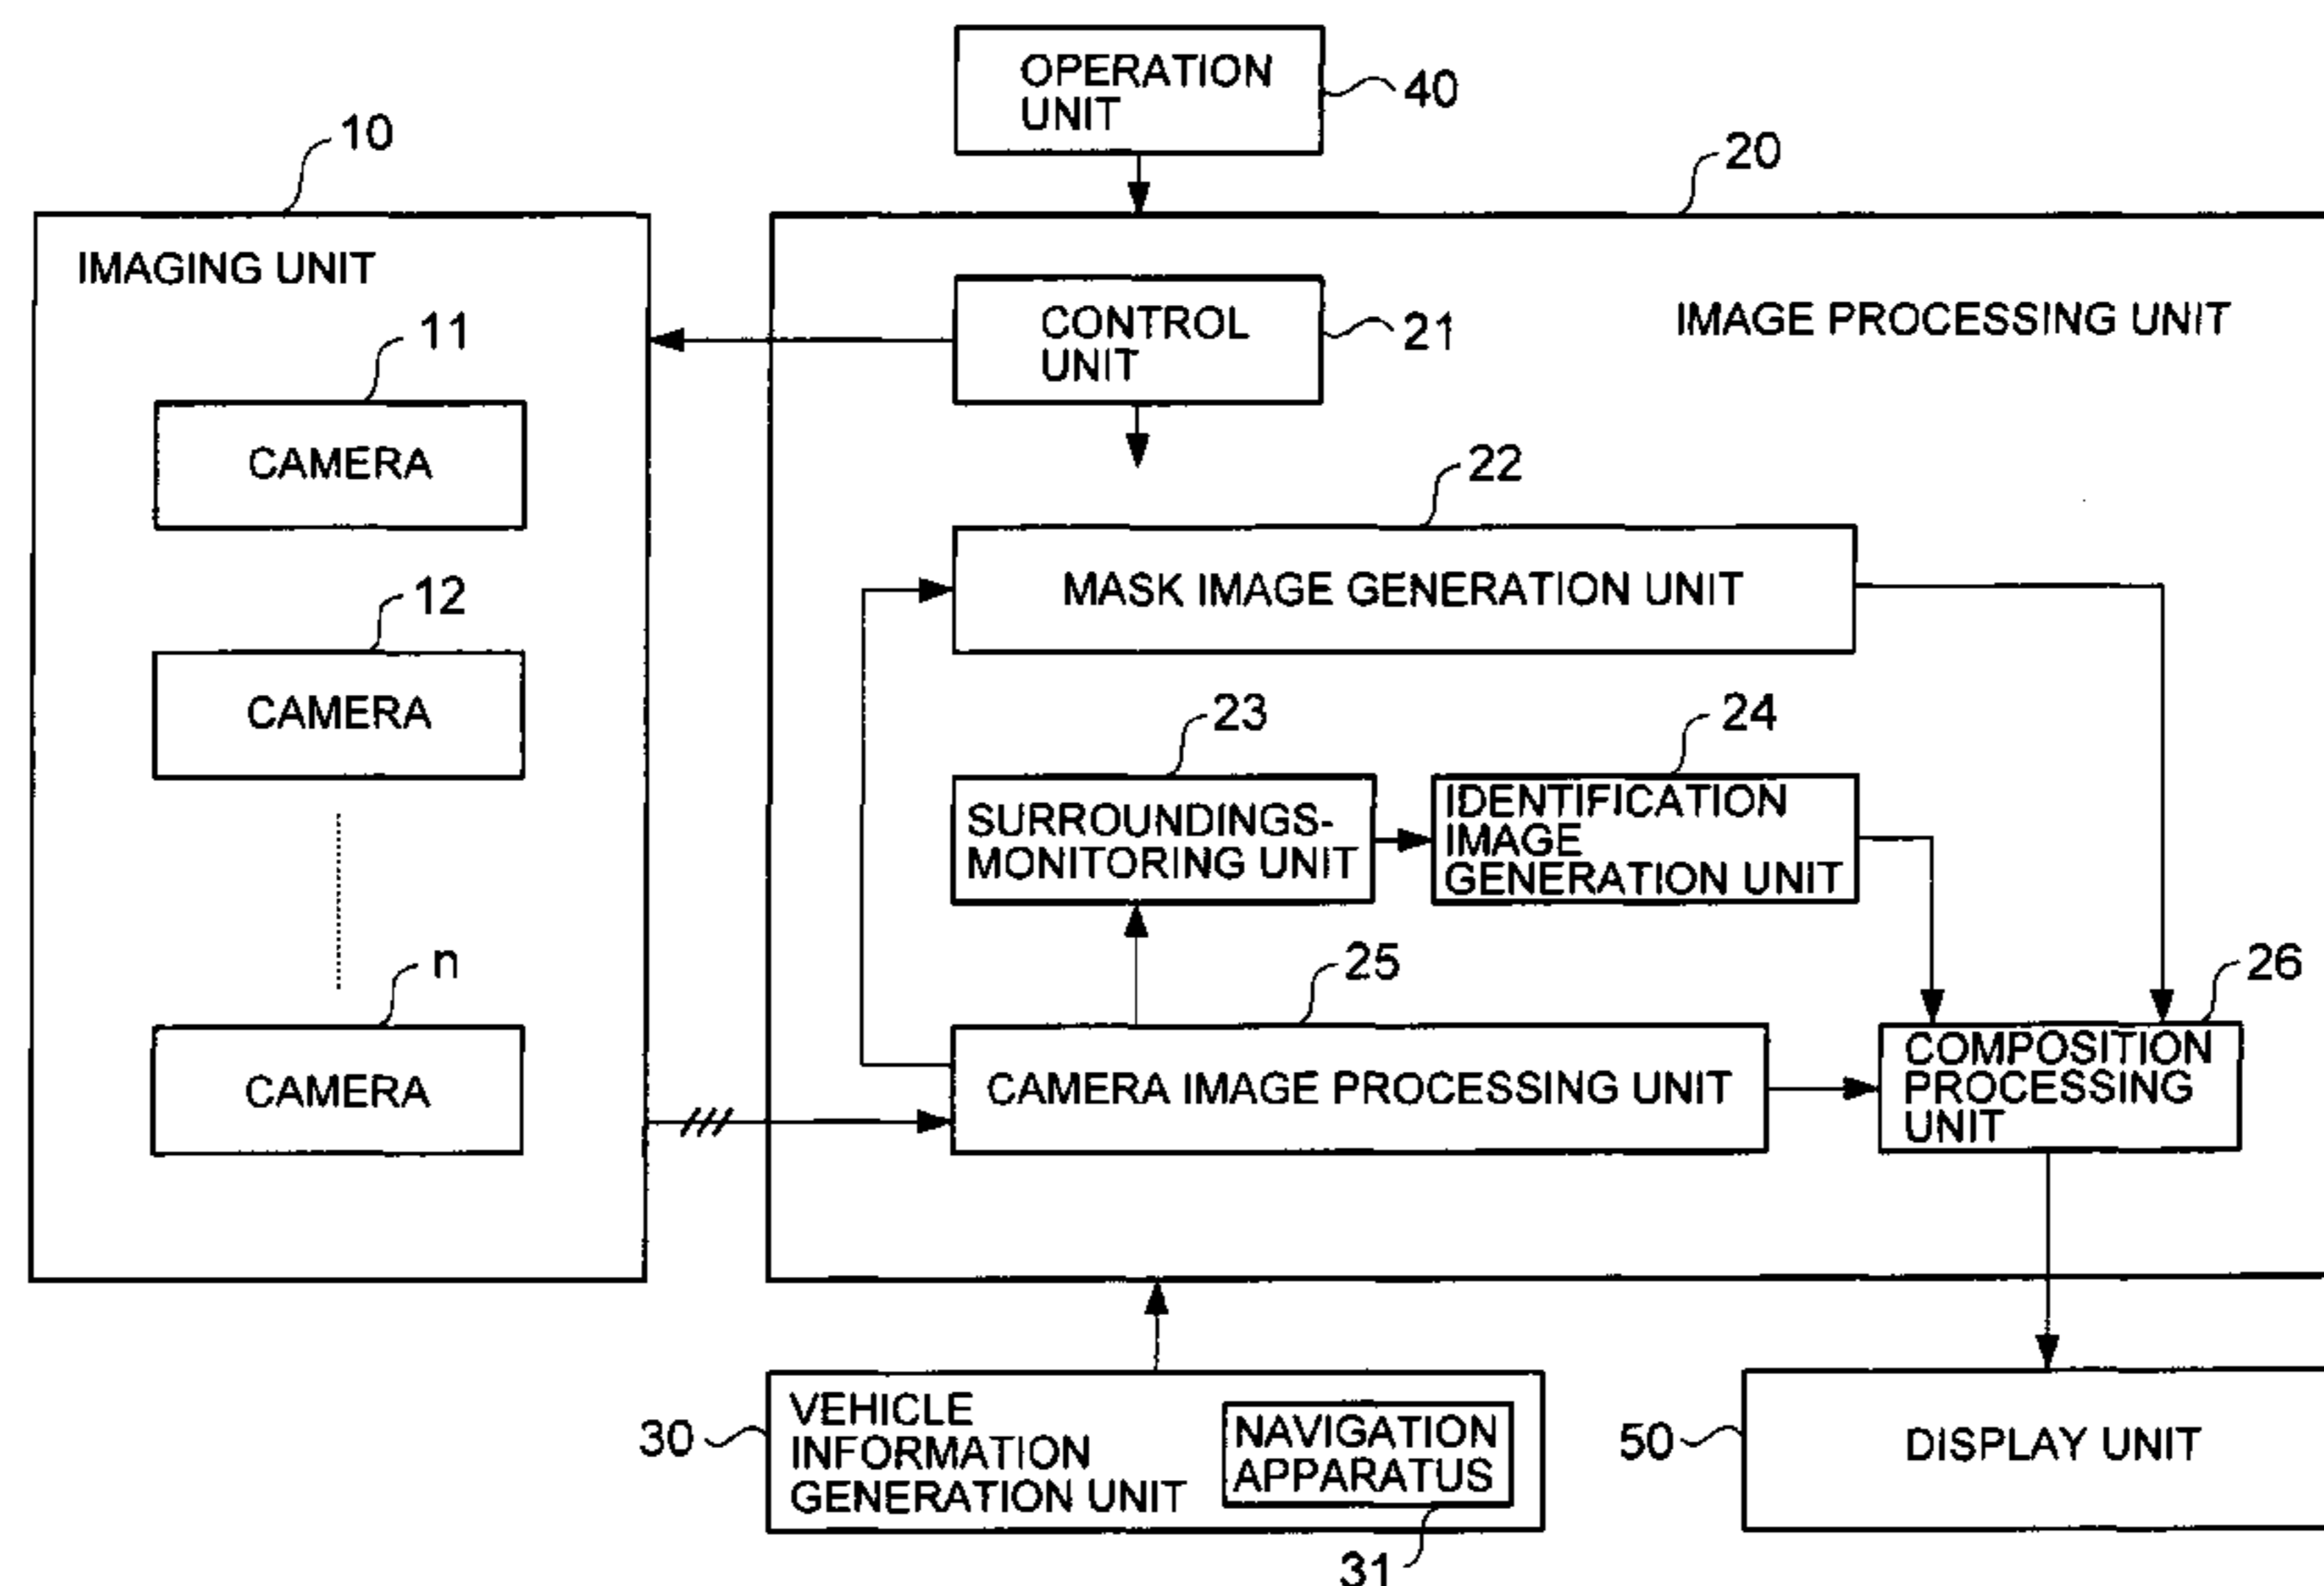 OPERATION
UNIT
40
10
20
IMAGING UNIT
CONTROL
UNIT
21
IMAGE PROCESSING UNIT
11
CAMERA
22
MASK IMAGE GENERATION UNIT
12
CAMERA
23
24
SURROUNDINGS-
MONITORING UNIT
IDENTIFICATION
IMAGE
GENERATION UNIT
n
25
26
CAMERA
CAMERA IMAGE PROCESSING UNIT
COMPOSITION
PROCESSING
UNIT
30
VEHICLE
INFORMATION
GENERATION UNIT
NAVIGATION
APPARATUS
31
50
DISPLAY UNIT